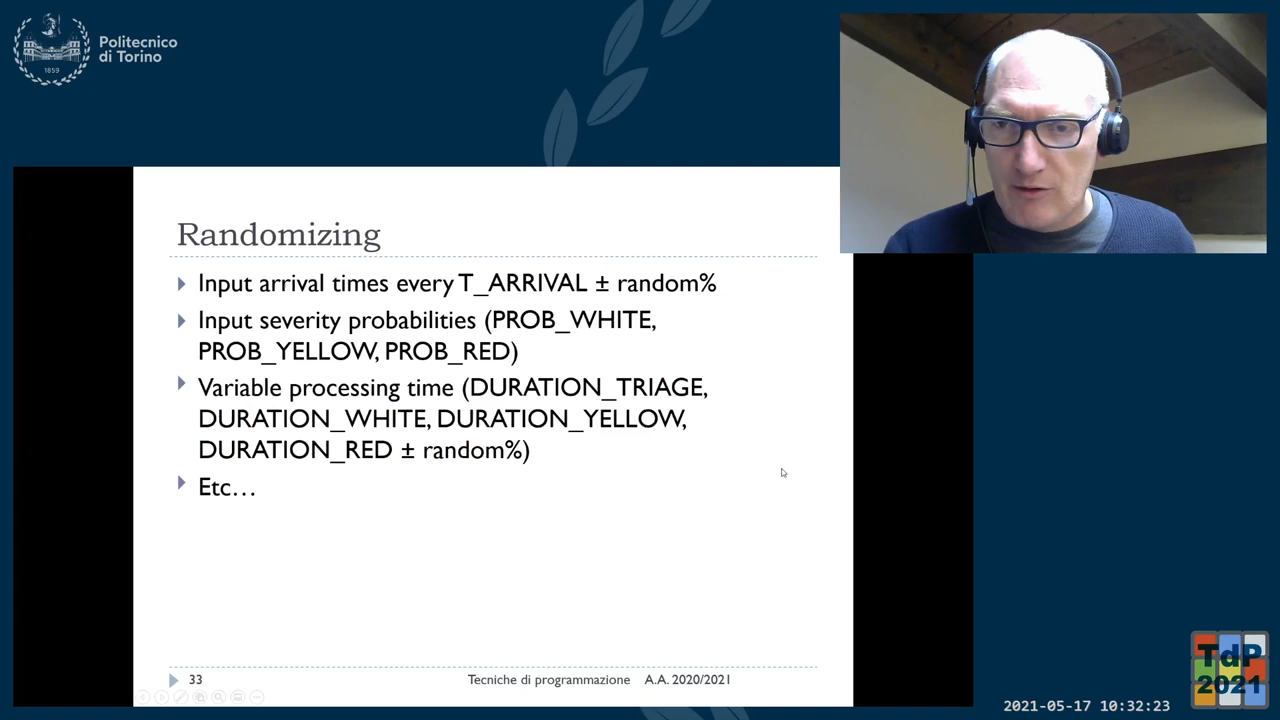 Politecnico
di Torino
1859
Randomizing
Input arrival times every T_ARRIVAL ± random%
Input severity probabilities (PROB_WHITE,
PROB_YELLOW, PROB_RED)
Variable processing time (DURATION_TRIAGE,
DURATION_WHITE, DURATION_YELLOW,
DURATION_RED ± random%)
Etc…
33
Tecniche di programmazione A.A. 2020/2021
TdP
2021
2021-05-17 10:32:23